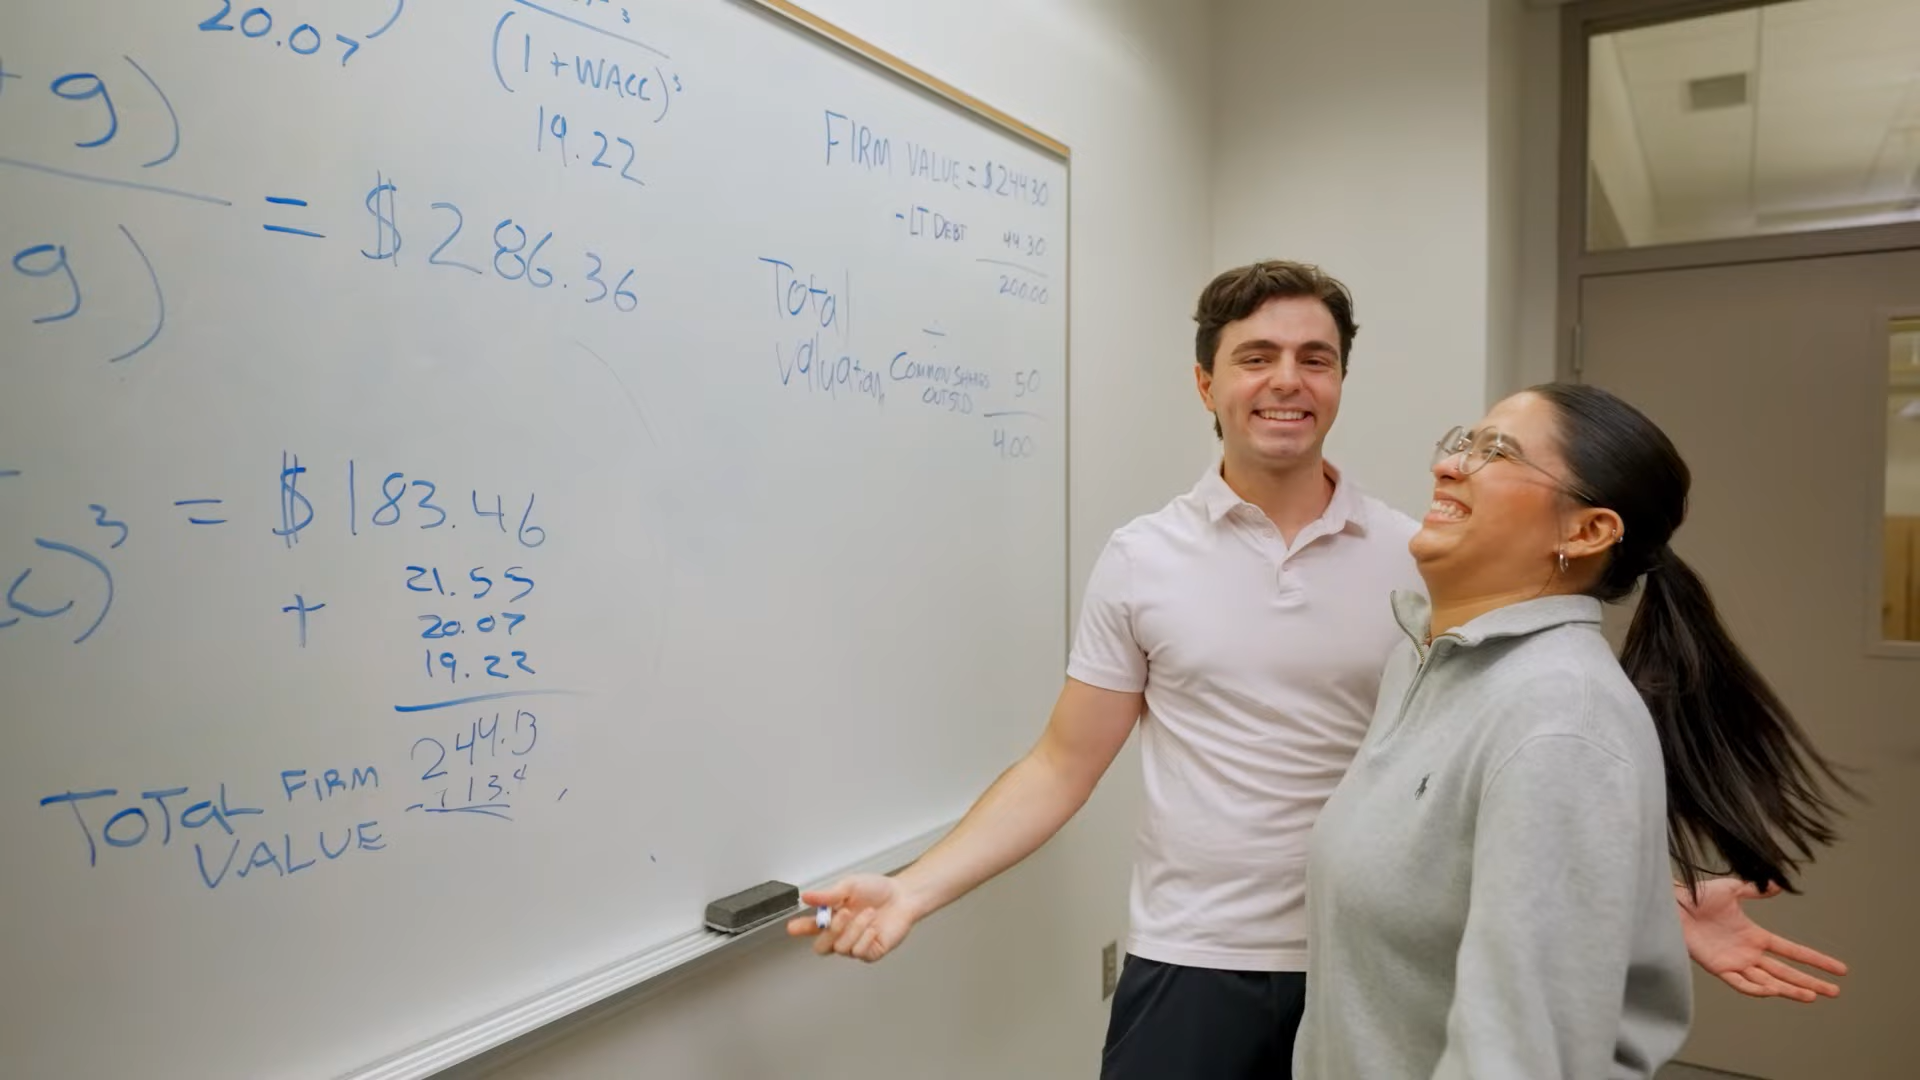 20.07)
(1+WACC)³
19.22
+ g)
= $286.36
g)
)³ = $183.46
21.55
+ 20.07
19.22
244.13
TOTAL FIRM
VALUE
FIRM VALUE = $244.30
-LT DEBT 44.30
200.00
Total
Valuation
÷
COMMON SHARES 50
OUTSTD
4.00